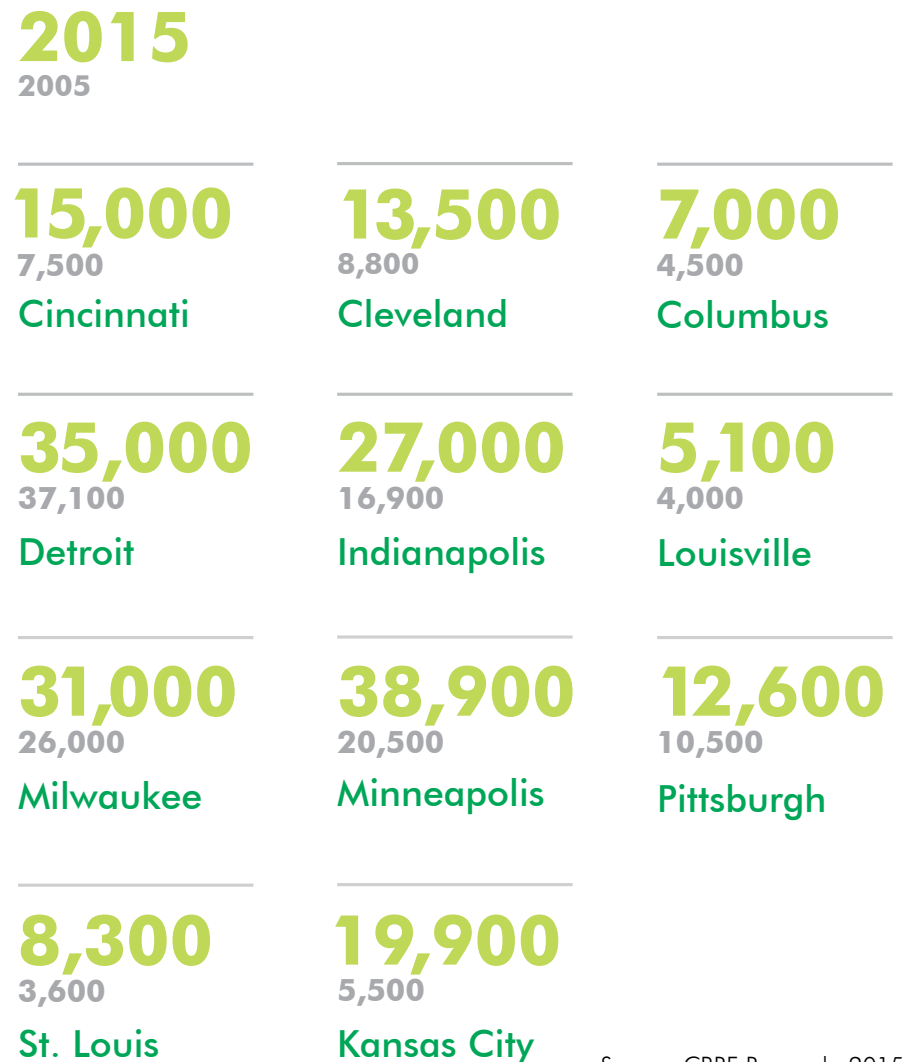 2015
2005
15,000
7,500
Cincinnati
13,500
8,800
Cleveland
7,000
4,500
Columbus
35,000
37,100
Detroit
27,000
16,900
Indianapolis
5,100
4,000
Louisville
31,000
26,000
Milwaukee
38,900
20,500
Minneapolis
12,600
10,500
Pittsburgh
8,300
3,600
St. Louis
19,900
5,500
Kansas City
2015